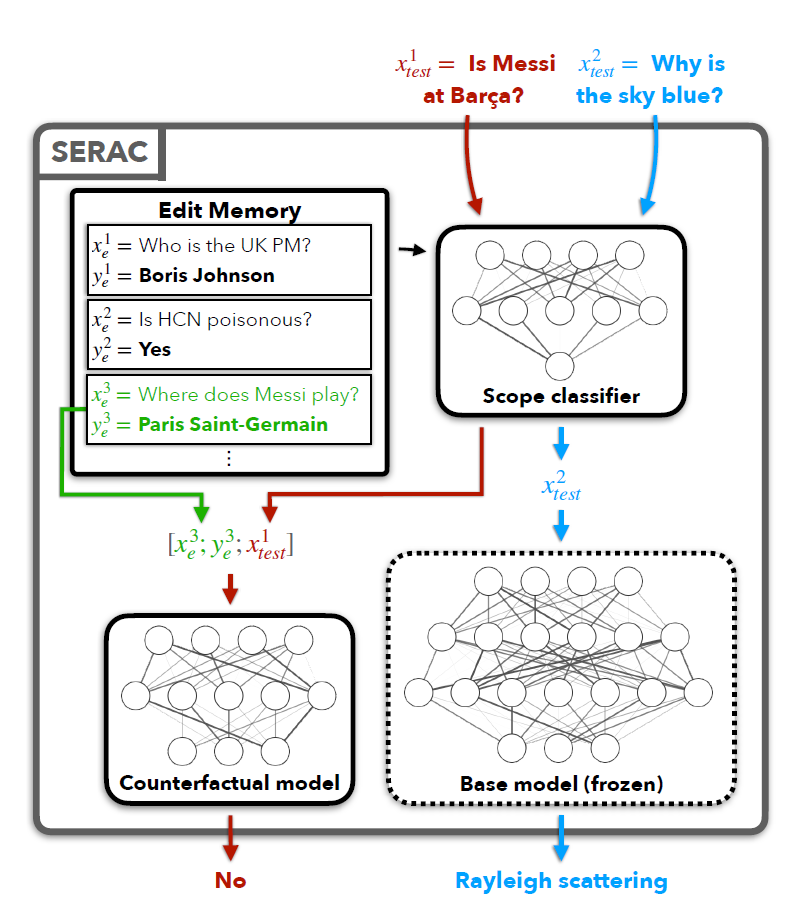 x¹test = Is Messi
at Barça?
x²test = Why is
the sky blue?
SERAC
Edit Memory
x¹e = Who is the UK PM?
y¹e = Boris Johnson
x²e = Is HCN poisonous?
y²e = Yes
x³e = Where does Messi play?
y³e = Paris Saint-Germain
⋮
Scope classifier
x²test
[x³e; y³e; x¹test]
Counterfactual model
Base model (frozen)
No
Rayleigh scattering